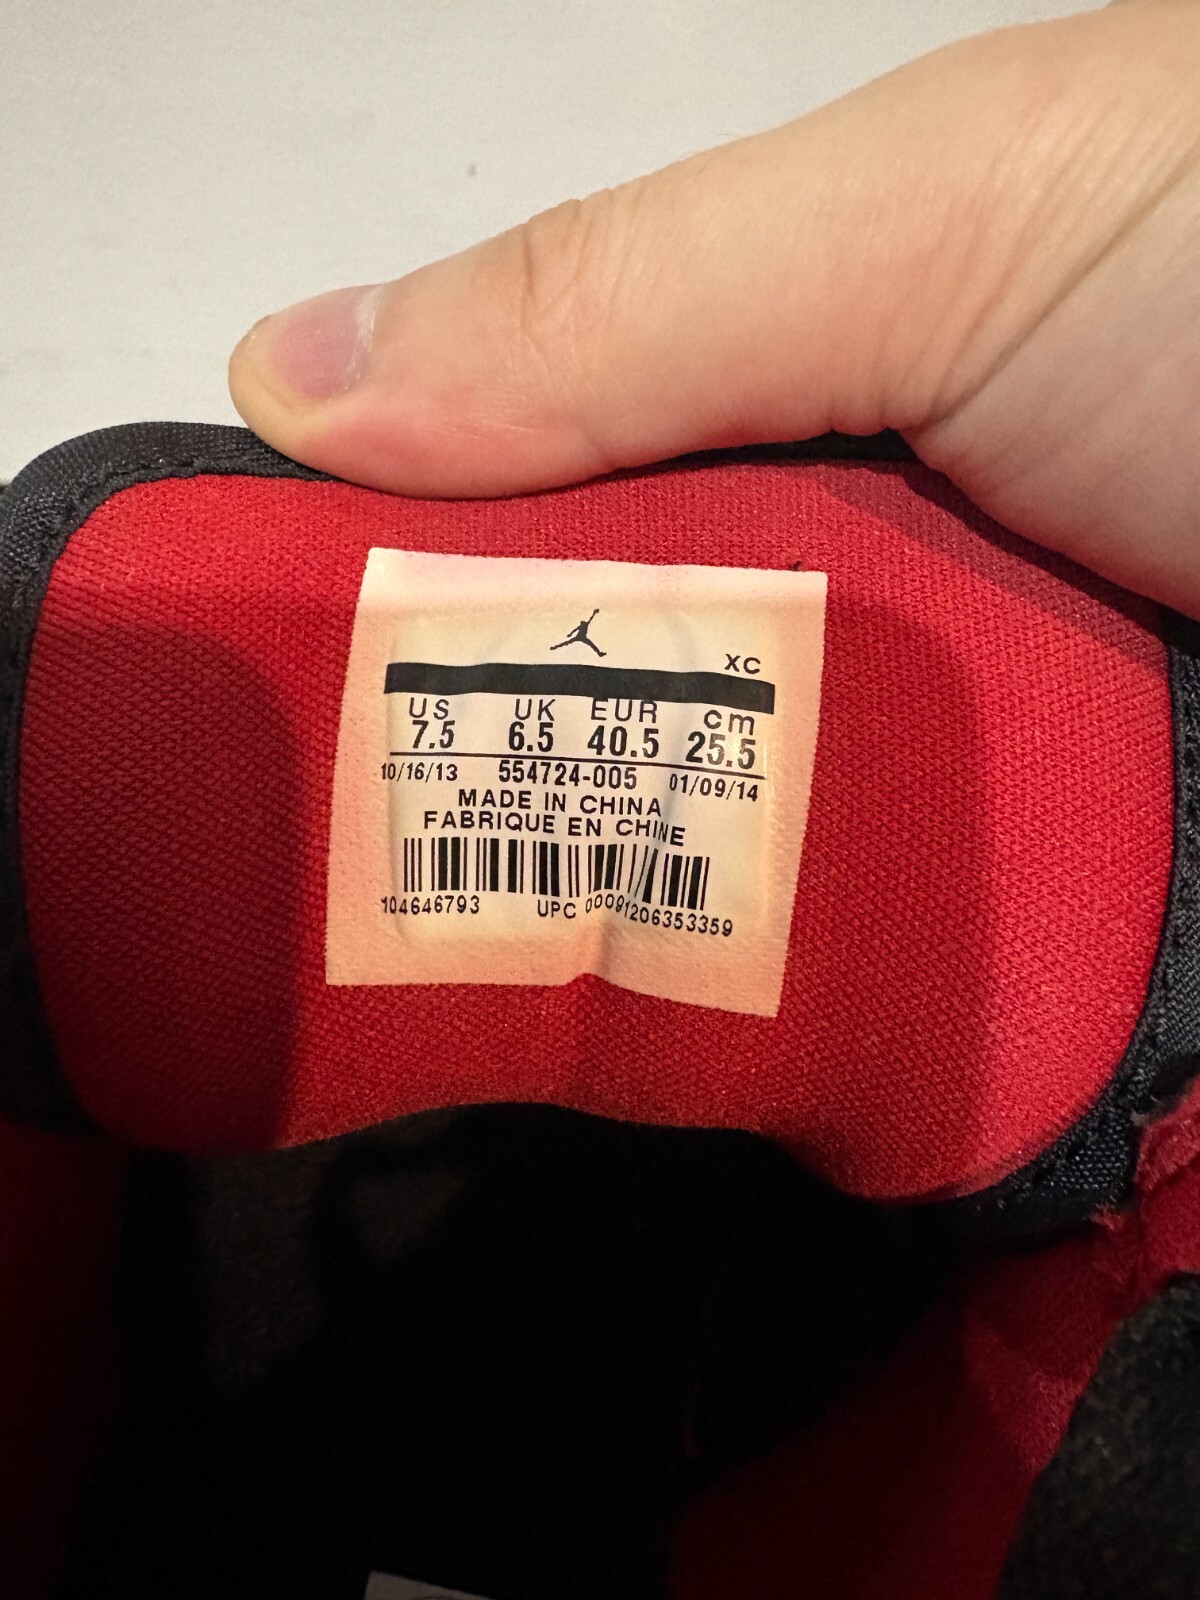 XC
US UK EUR cm
7.5 6.5 40.5 25.5
10/16/13 554724-005 01/09/14
MADE IN CHINA
FABRIQUE EN CHINE
104646793 UPC 00091206353359